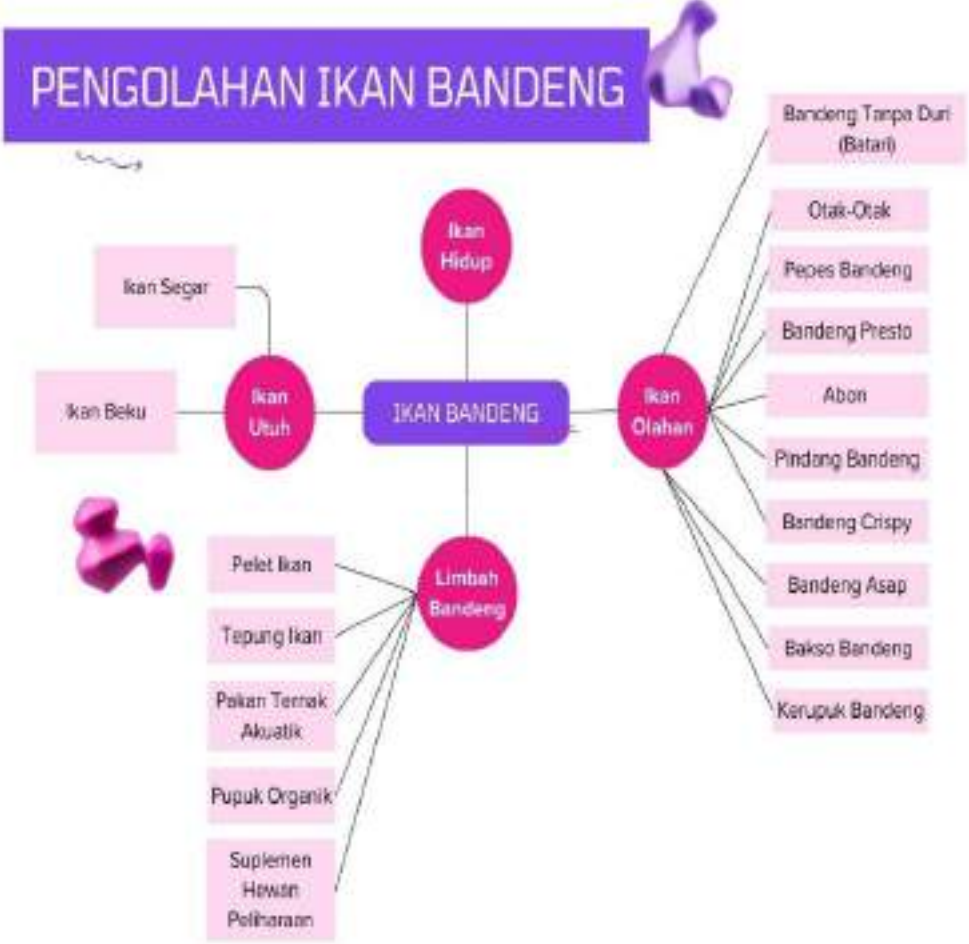 PENGOLAHAN IKAN BANDENG
Bandeng Tanpa Duri
(Batari)
Ikan
Hidup
Otak-Otak
Ikan Segar
Pepes Bandeng
Bandeng Presto
Ikan Beku
Ikan
Utuh
IKAN BANDENG
Ikan
Olahan
Abon
Pindang Bandeng
Bandeng Crispy
Pelet Ikan
Limbah
Bandeng
Bandeng Asap
Tepung Ikan
Bakso Bandeng
Pakan Ternak
Akuatik
Kerupuk Bandeng
Pupuk Organik
Suplemen
Hewan
Peliharaan